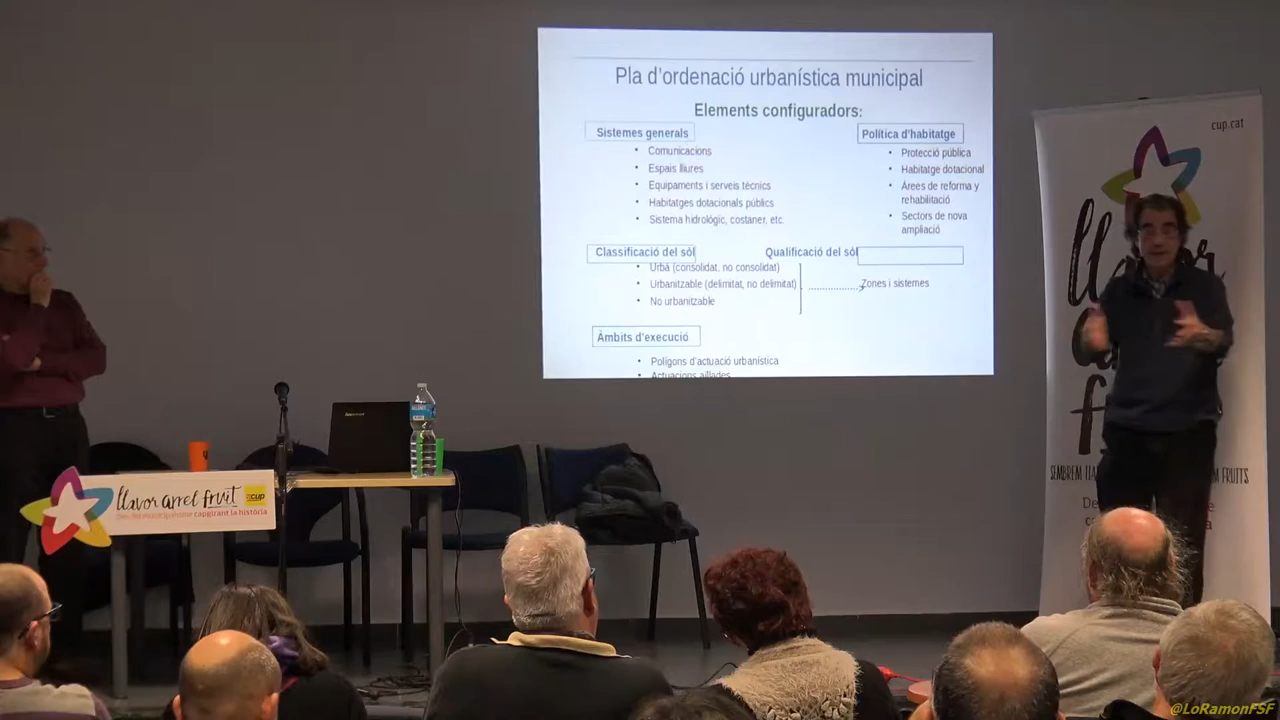 Pla d'ordenació urbanística municipal
Elements configuradors:
Sistemes generals
• Comunicacions
• Espais lliures
• Equipaments i serveis tècnics
• Habitatges dotacionals públics
• Sistema hidrològic, costaner, etc.
Política d'habitatge
• Protecció pública
• Habitatge dotacional
• Àrees de reforma y
rehabilitació
• Sectors de nova
ampliació
Classificació del sòl
• Urbà (consolidat, no consolidat)
• Urbanitzable (delimitat, no delimitat)
• No urbanitzable
Qualificació del sòl
Zones i sistemes
Àmbits d'execució
• Polígons d'actuació urbanística
• Actuacions aïllades
cup.cat
SEMBREM
FRUITS
llavor arrel fruit
cup
capgirant la història
@LoRamonFSF